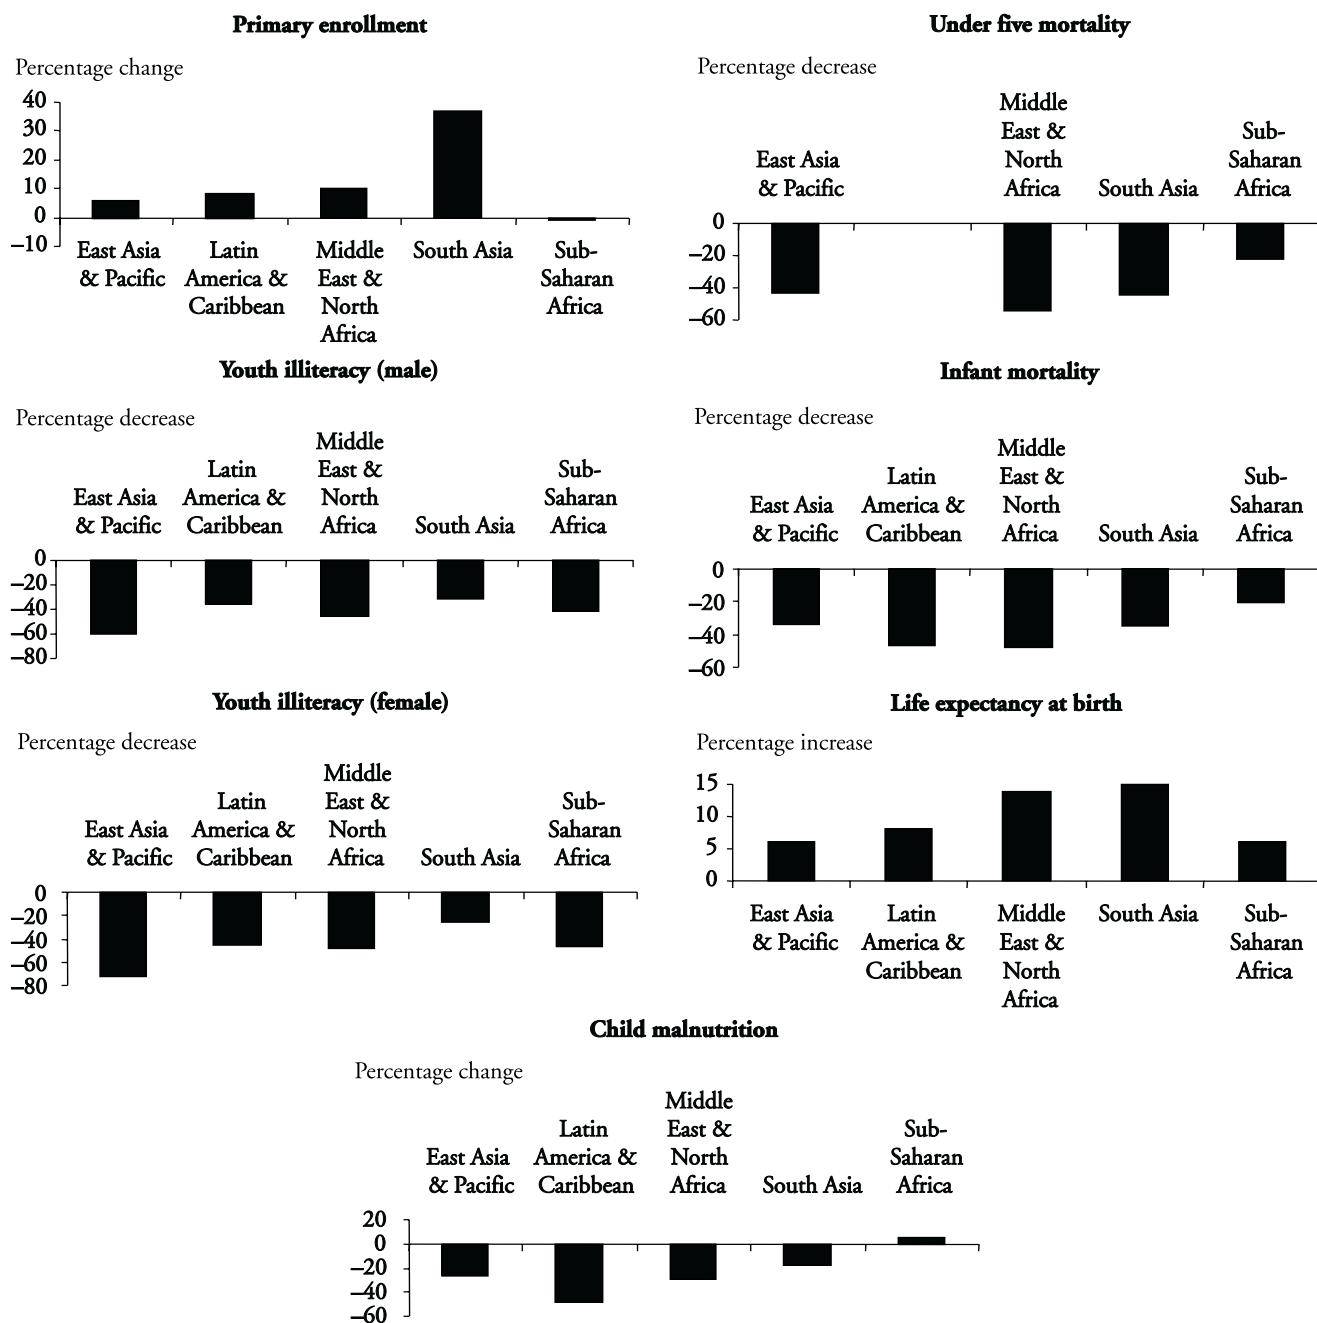 Primary enrollment
Percentage change
40
30
20
10
0
–10
East Asia
& Pacific
Latin
America &
Caribbean
Middle
East &
North
Africa
South Asia
Sub-
Saharan
Africa
Under five mortality
Percentage decrease
East Asia
& Pacific
Middle
East &
North
Africa
South Asia
Sub-
Saharan
Africa
0
–20
–40
–60
Youth illiteracy (male)
Percentage decrease
East Asia
& Pacific
Latin
America &
Caribbean
Middle
East &
North
Africa
South Asia
Sub-
Saharan
Africa
0
–20
–40
–60
–80
Infant mortality
Percentage decrease
East Asia
& Pacific
Latin
America &
Caribbean
Middle
East &
North
Africa
South Asia
Sub-
Saharan
Africa
0
–20
–40
–60
Youth illiteracy (female)
Percentage decrease
East Asia
& Pacific
Latin
America &
Caribbean
Middle
East &
North
Africa
South Asia
Sub-
Saharan
Africa
0
–20
–40
–60
–80
Life expectancy at birth
Percentage increase
15
10
5
0
East Asia
& Pacific
Latin
America &
Caribbean
Middle
East &
North
Africa
South Asia
Sub-
Saharan
Africa
Child malnutrition
Percentage change
East Asia
& Pacific
Latin
America &
Caribbean
Middle
East &
North
Africa
South Asia
Sub-
Saharan
Africa
20
0
–20
–40
–60